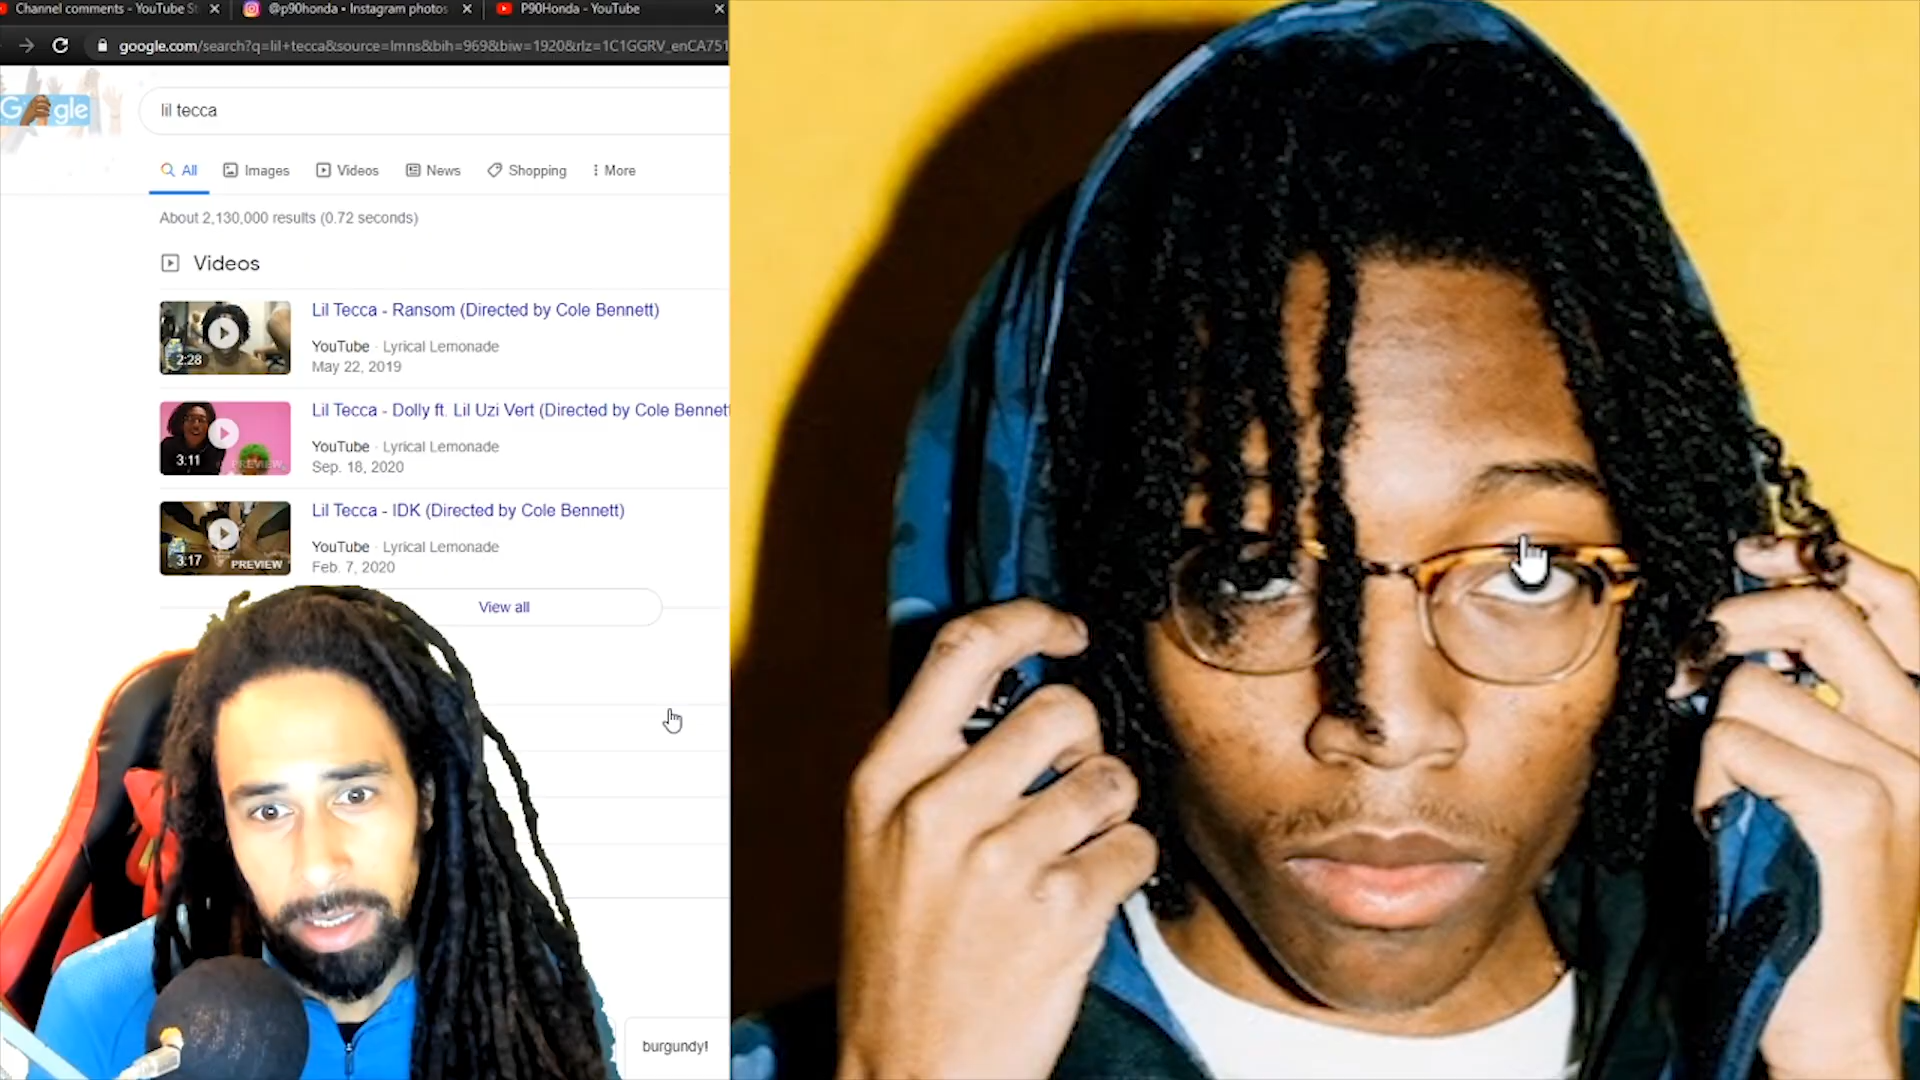 Channel comments - YouTube St
@p90honda • Instagram photos
P90Honda - YouTube
google.com/search?q=lil+tecca&source=lmns&bih=969&biw=1920&rlz=1C1GGRV_enCA751
G gle
lil tecca
All
Images
Videos
News
Shopping
More
About 2,130,000 results (0.72 seconds)
Videos
2:28
Lil Tecca - Ransom (Directed by Cole Bennett)
YouTube · Lyrical Lemonade
May 22, 2019
3:11
PREVIEW
Lil Tecca - Dolly ft. Lil Uzi Vert (Directed by Cole Bennett
YouTube · Lyrical Lemonade
Sep. 18, 2020
3:17
PREVIEW
Lil Tecca - IDK (Directed by Cole Bennett)
YouTube · Lyrical Lemonade
Feb. 7, 2020
View all
burgundy!